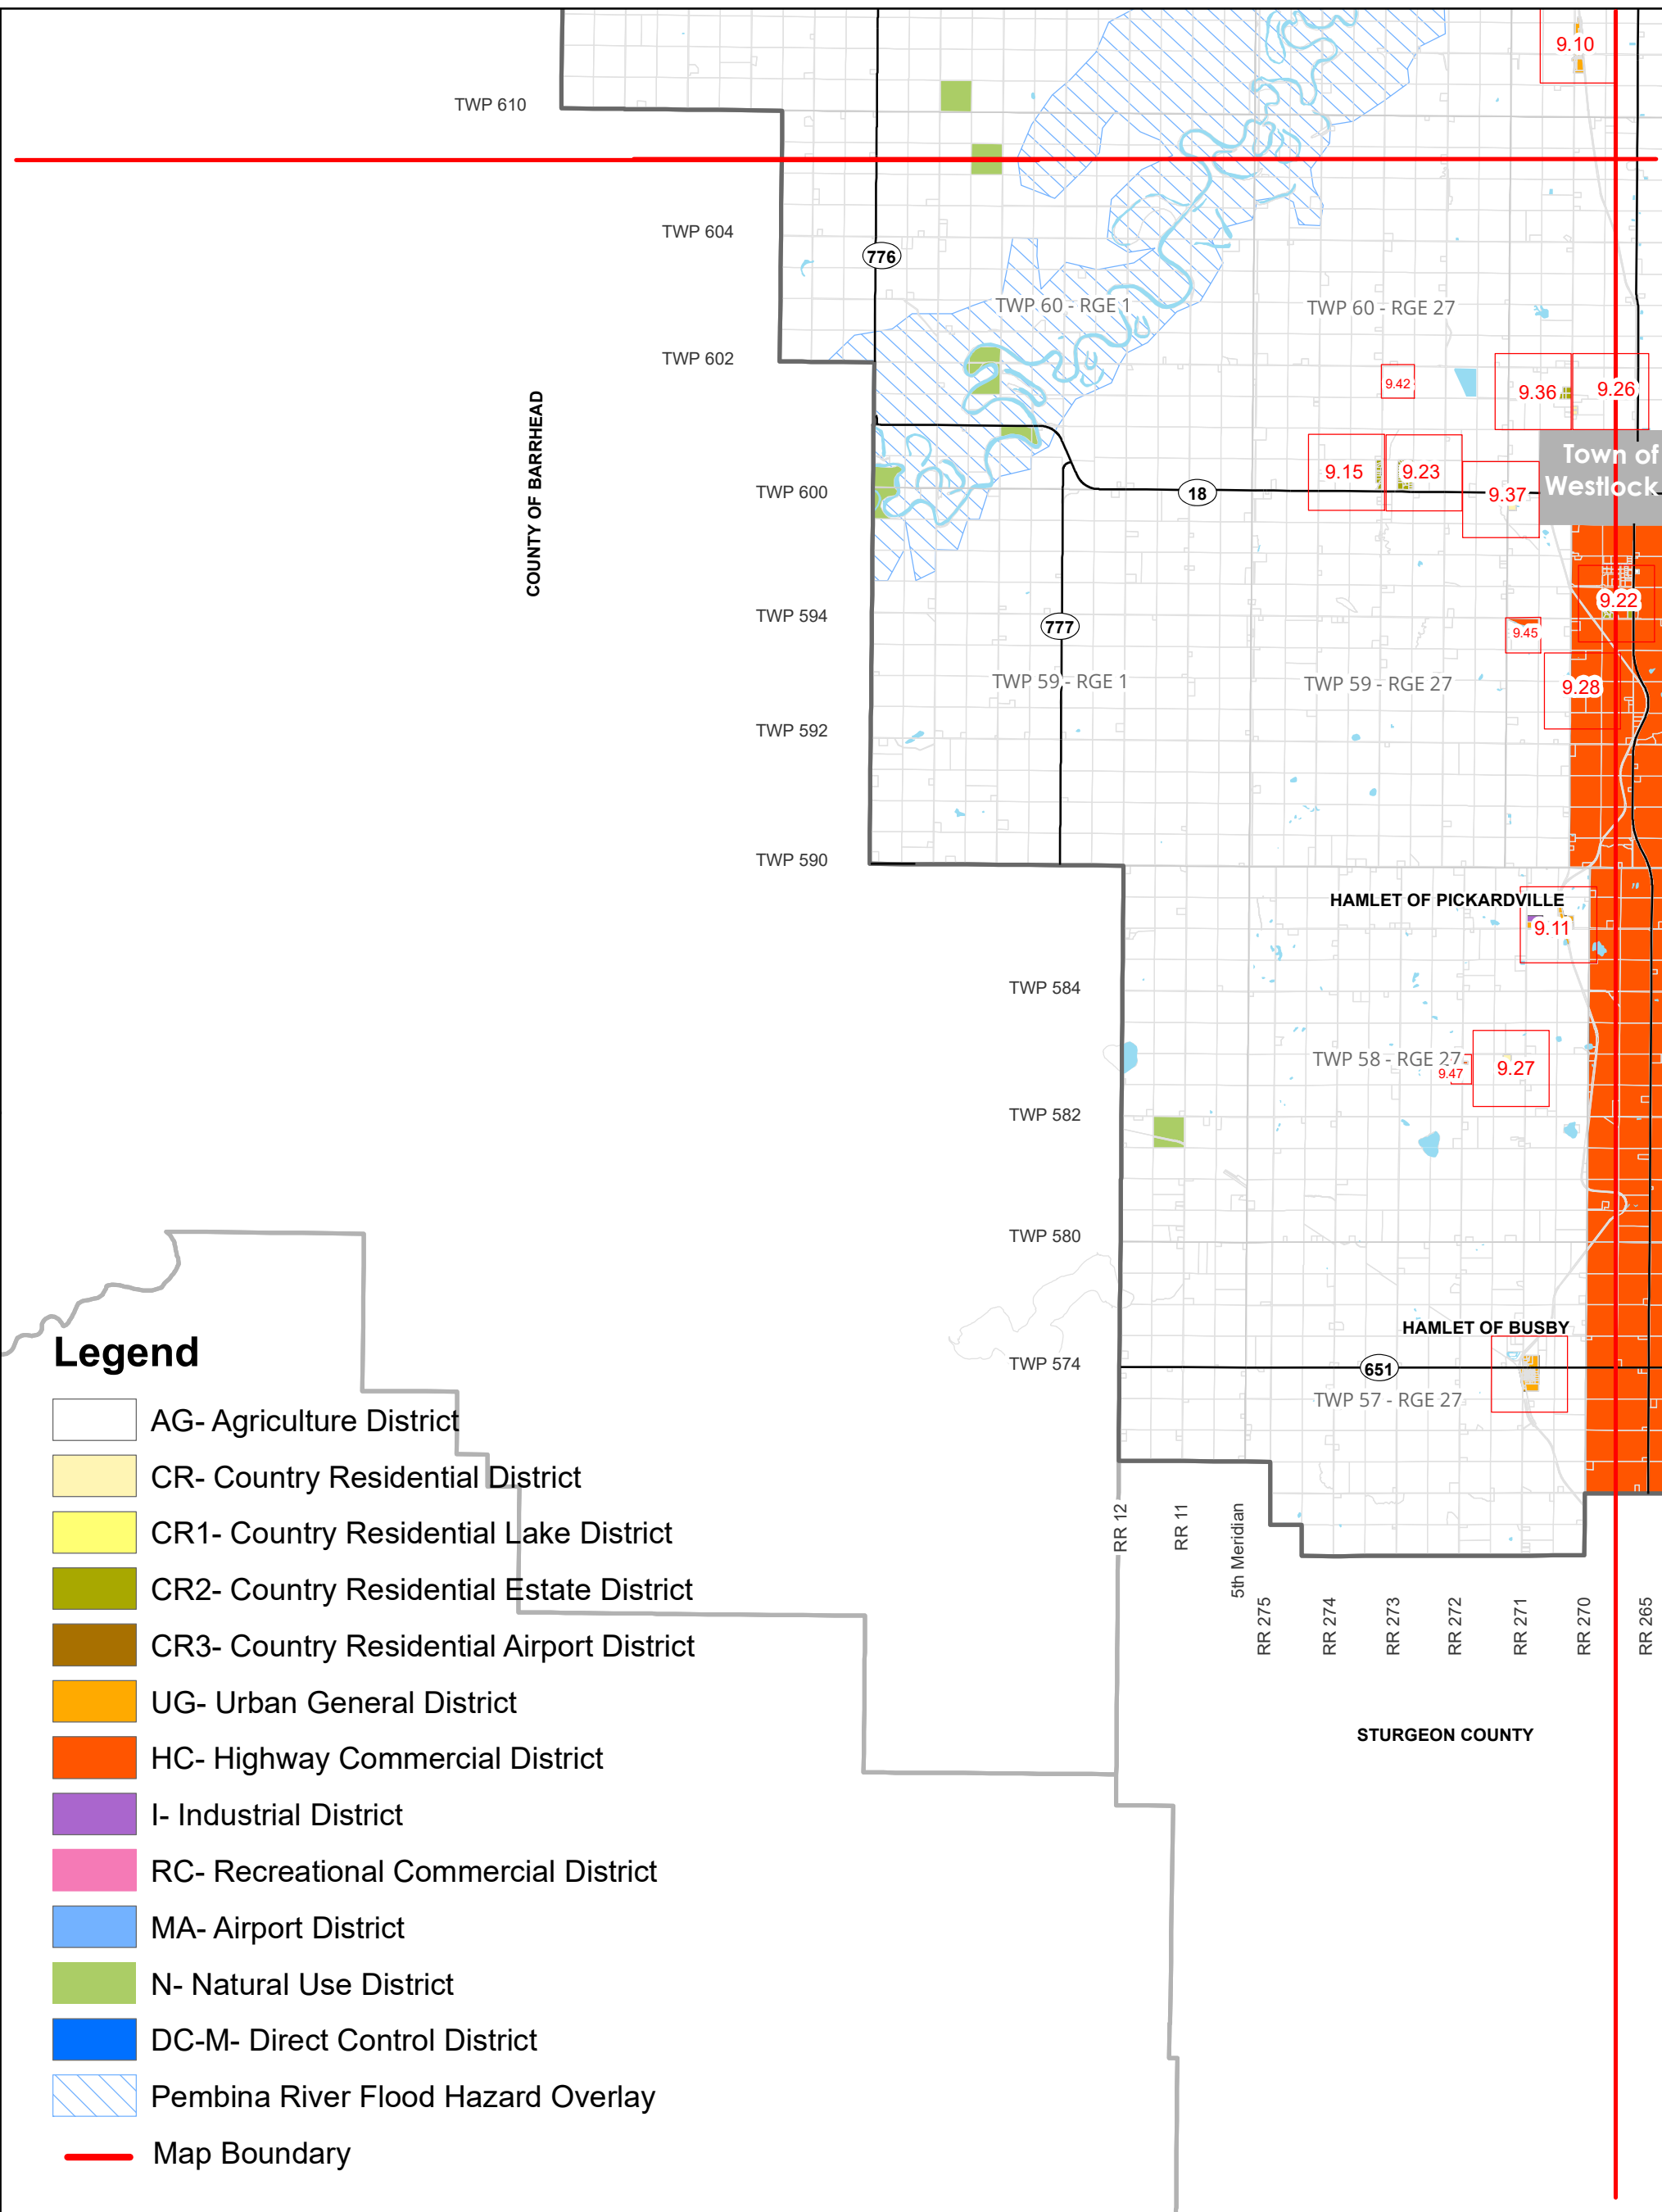 9.10
TWP 610
TWP 604
776
TWP 60 - RGE 1
TWP 60 - RGE 27
TWP 602
9.42
9.36
9.26
COUNTY OF BARRHEAD
Town of
Westlock
9.15
9.23
9.37
TWP 600
18
9.22
TWP 594
777
9.45
TWP 59 - RGE 1
TWP 59 - RGE 27
9.28
TWP 592
TWP 590
HAMLET OF PICKARDVILLE
9.11
TWP 584
TWP 58 - RGE 27
9.47
9.27
TWP 582
TWP 580
HAMLET OF BUSBY
TWP 574
651
TWP 57 - RGE 27
RR 12
RR 11
5th Meridian
RR 275
RR 274
RR 273
RR 272
RR 271
RR 270
RR 265
STURGEON COUNTY
Legend
AG- Agriculture District
CR- Country Residential District
CR1- Country Residential Lake District
CR2- Country Residential Estate District
CR3- Country Residential Airport District
UG- Urban General District
HC- Highway Commercial District
I- Industrial District
RC- Recreational Commercial District
MA- Airport District
N- Natural Use District
DC-M- Direct Control District
Pembina River Flood Hazard Overlay
Map Boundary